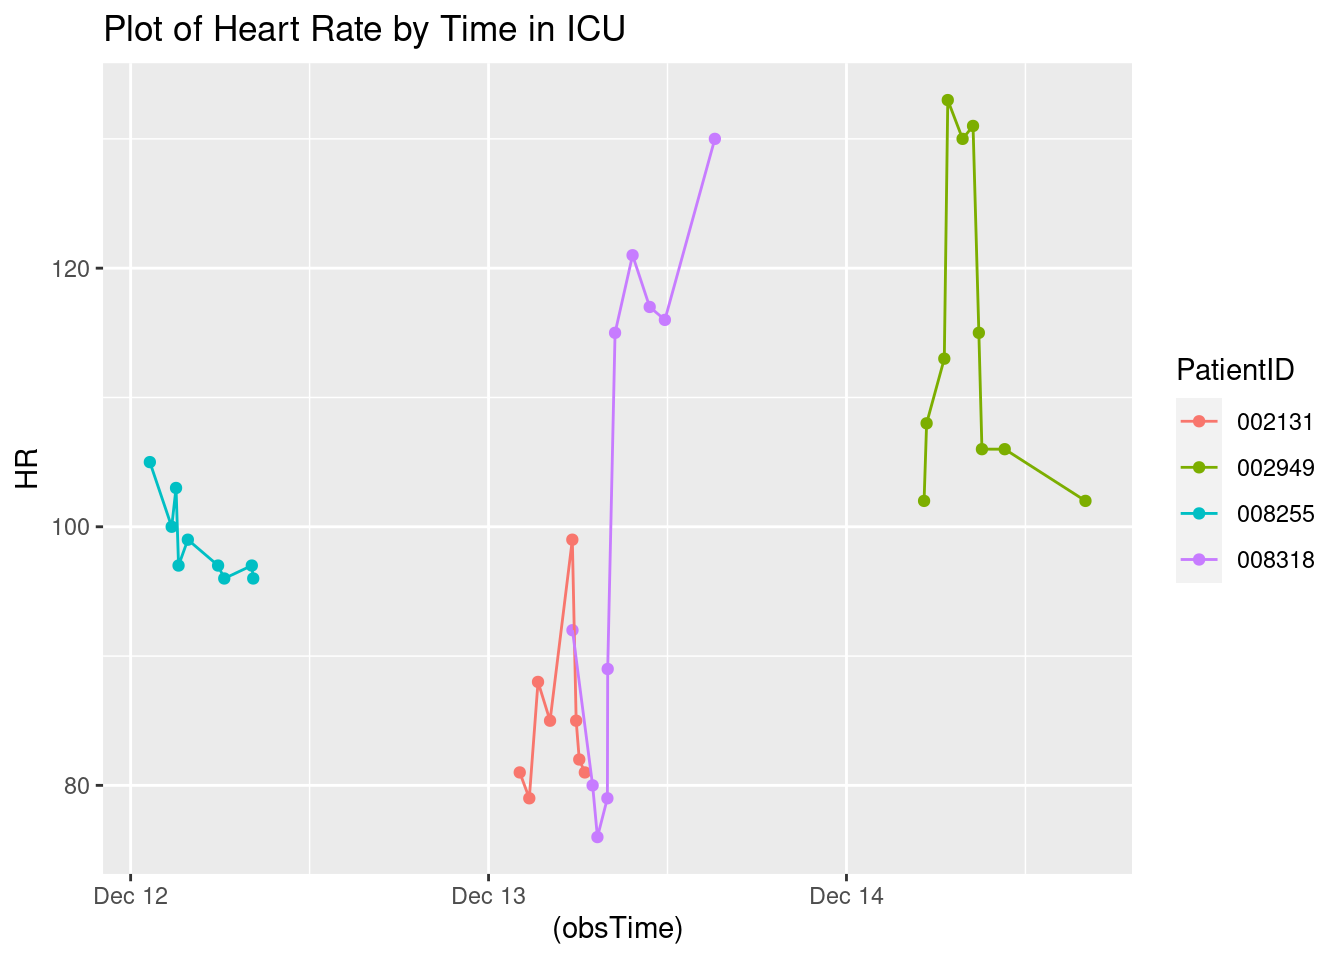 Plot of Heart Rate by Time in ICU
HR
120
100
80
Dec 12
Dec 13
Dec 14
(obsTime)
PatientID
002131
002949
008255
008318